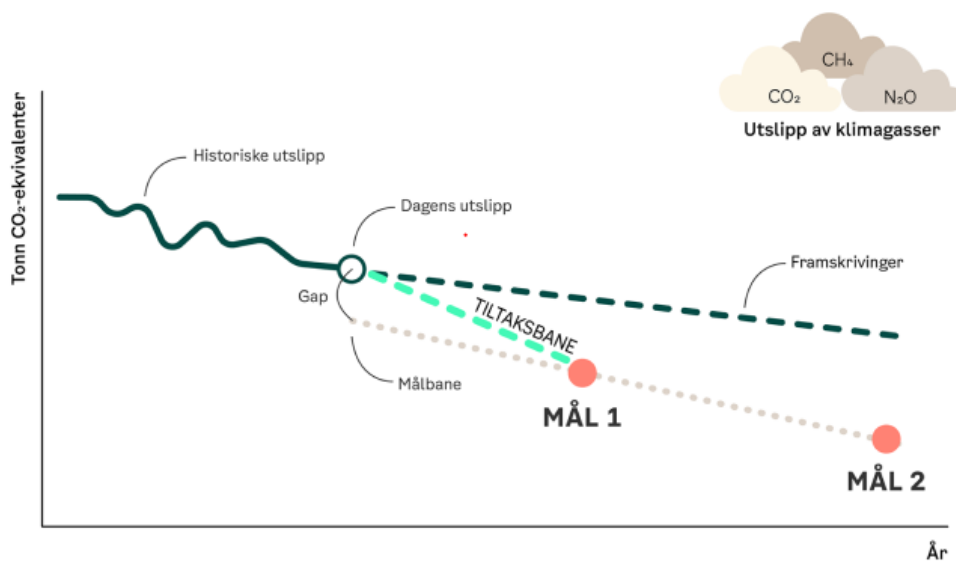 CH₄
CO₂
N₂O
Utslipp av klimagasser
Tonn CO₂-ekvivalenter
Historiske utslipp
Dagens utslipp
Framskrivinger
Gap
TILTAKSBANE
Målbane
MÅL 1
MÅL 2
År